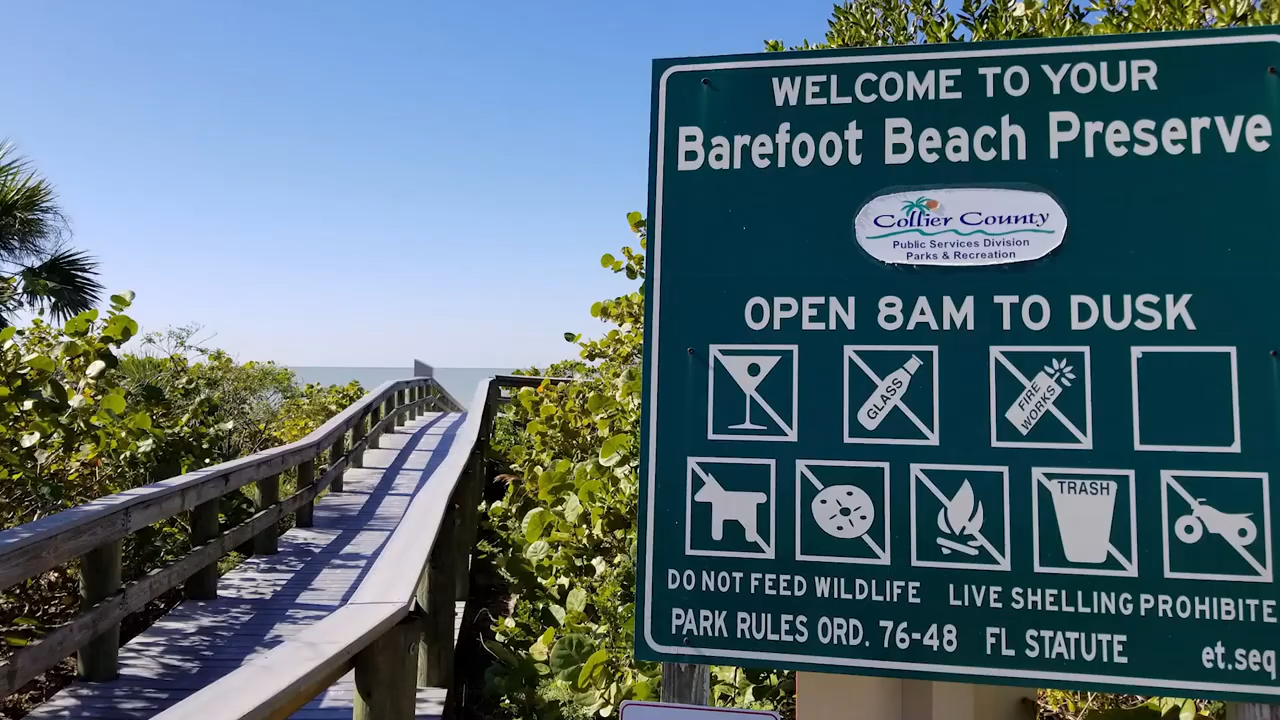 WELCOME TO YOUR
Barefoot Beach Preserve
Collier County
Public Services Division
Parks & Recreation
OPEN 8AM TO DUSK
GLASS
FIRE
WORKS
TRASH
DO NOT FEED WILDLIFE LIVE SHELLING PROHIBITE
PARK RULES ORD. 76-48 FL STATUTE et.seq